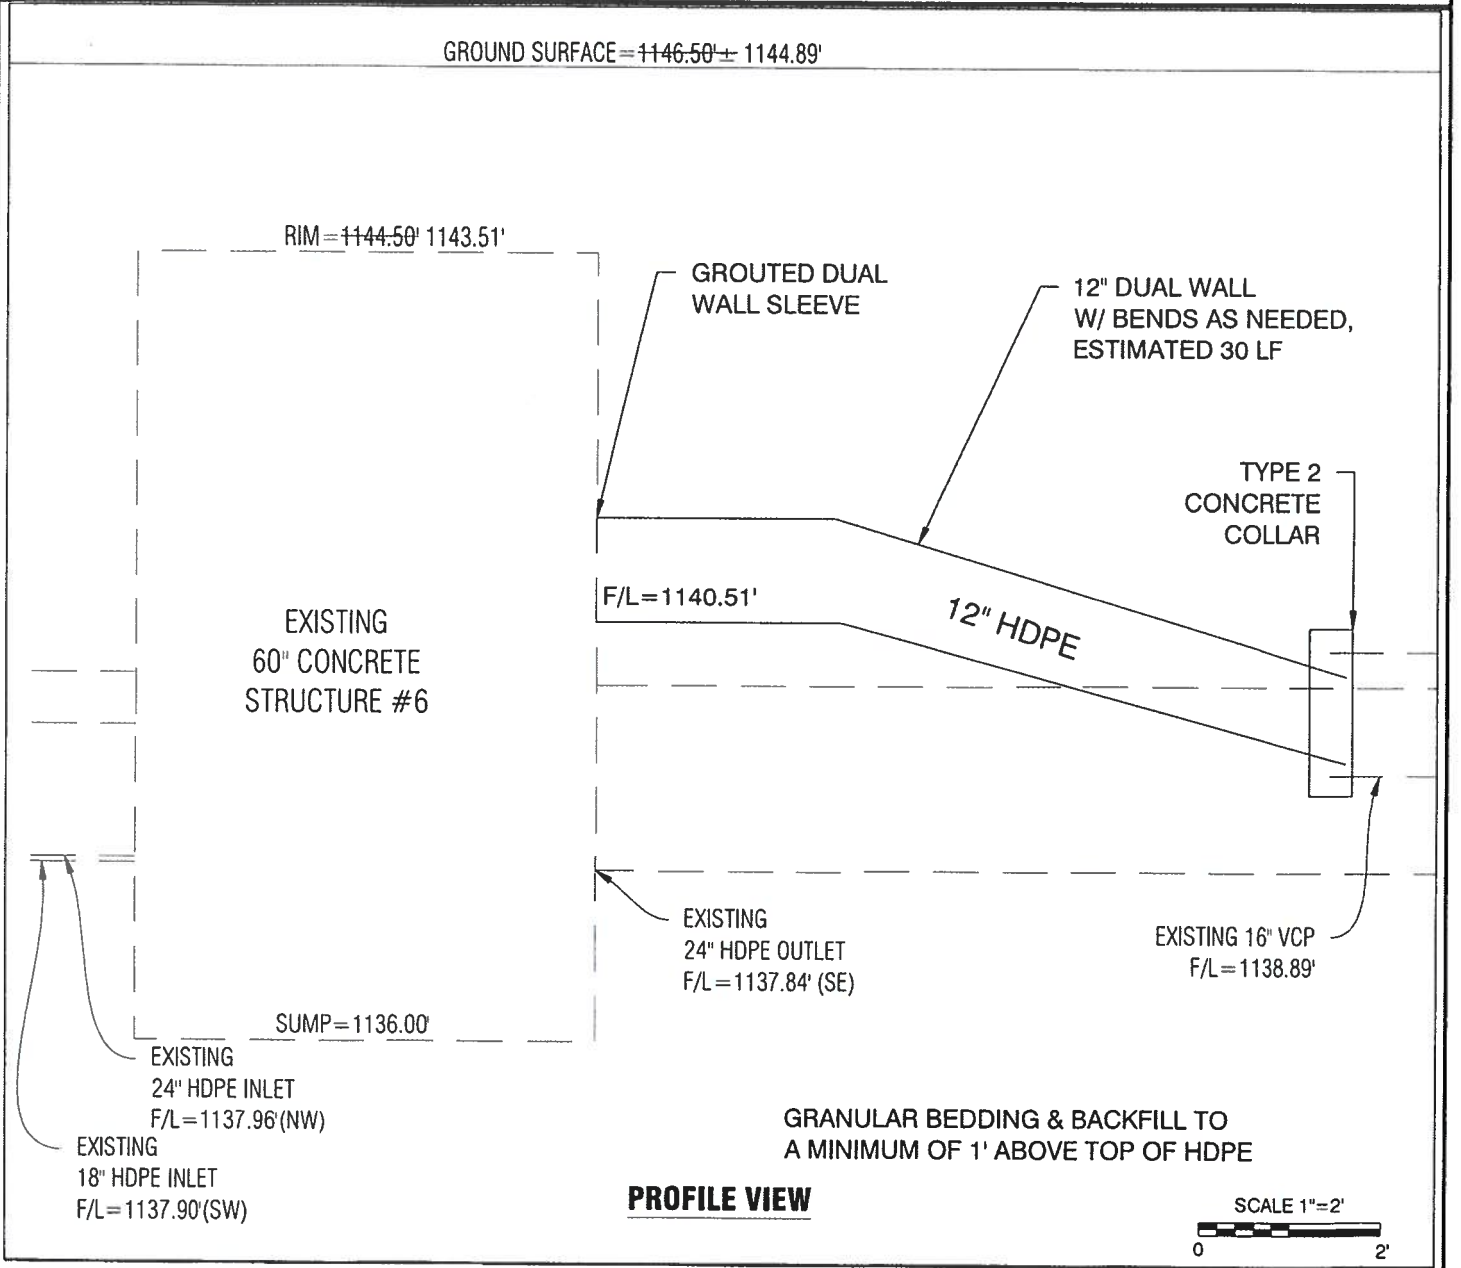 GROUND SURFACE=1146.50'± 1144.89'
RIM=1144.50' 1143.51'
GROUTED DUAL
WALL SLEEVE
12" DUAL WALL
W/ BENDS AS NEEDED,
ESTIMATED 30 LF
TYPE 2
CONCRETE
COLLAR
F/L=1140.51'
12" HDPE
EXISTING
60" CONCRETE
STRUCTURE #6
EXISTING
24" HDPE OUTLET
F/L=1137.84' (SE)
EXISTING 16" VCP
F/L=1138.89'
SUMP=1136.00'
EXISTING
24" HDPE INLET
F/L=1137.96'(NW)
EXISTING
18" HDPE INLET
F/L=1137.90'(SW)
GRANULAR BEDDING & BACKFILL TO
A MINIMUM OF 1' ABOVE TOP OF HDPE
PROFILE VIEW
SCALE 1"=2'
0 2'